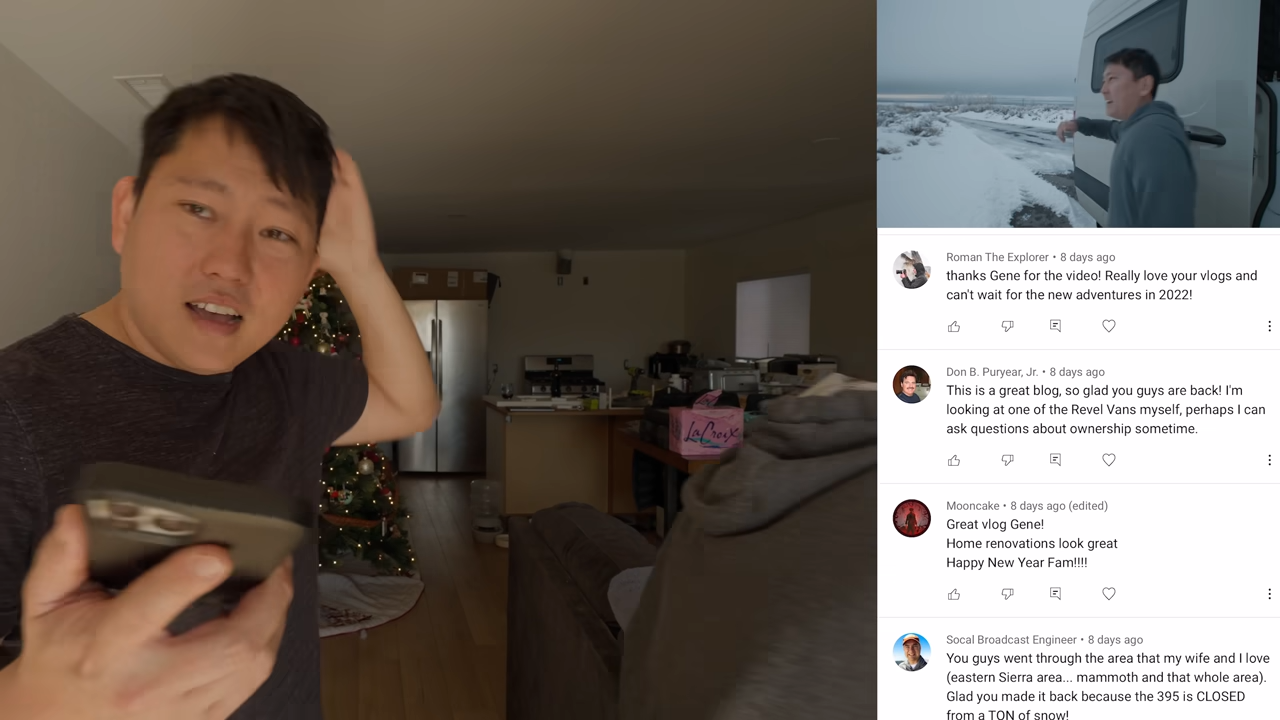 LaCroix
Roman The Explorer • 8 days ago
thanks Gene for the video! Really love your vlogs and
can't wait for the new adventures in 2022!
Don B. Puryear, Jr. • 8 days ago
This is a great blog, so glad you guys are back! I'm
looking at one of the Revel Vans myself, perhaps I can
ask questions about ownership sometime.
Mooncake • 8 days ago (edited)
Great vlog Gene!
Home renovations look great
Happy New Year Fam!!!!
Socal Broadcast Engineer • 8 days ago
You guys went through the area that my wife and I love
(eastern Sierra area... mammoth and that whole area).
Glad you made it back because the 395 is CLOSED
from a TON of snow!